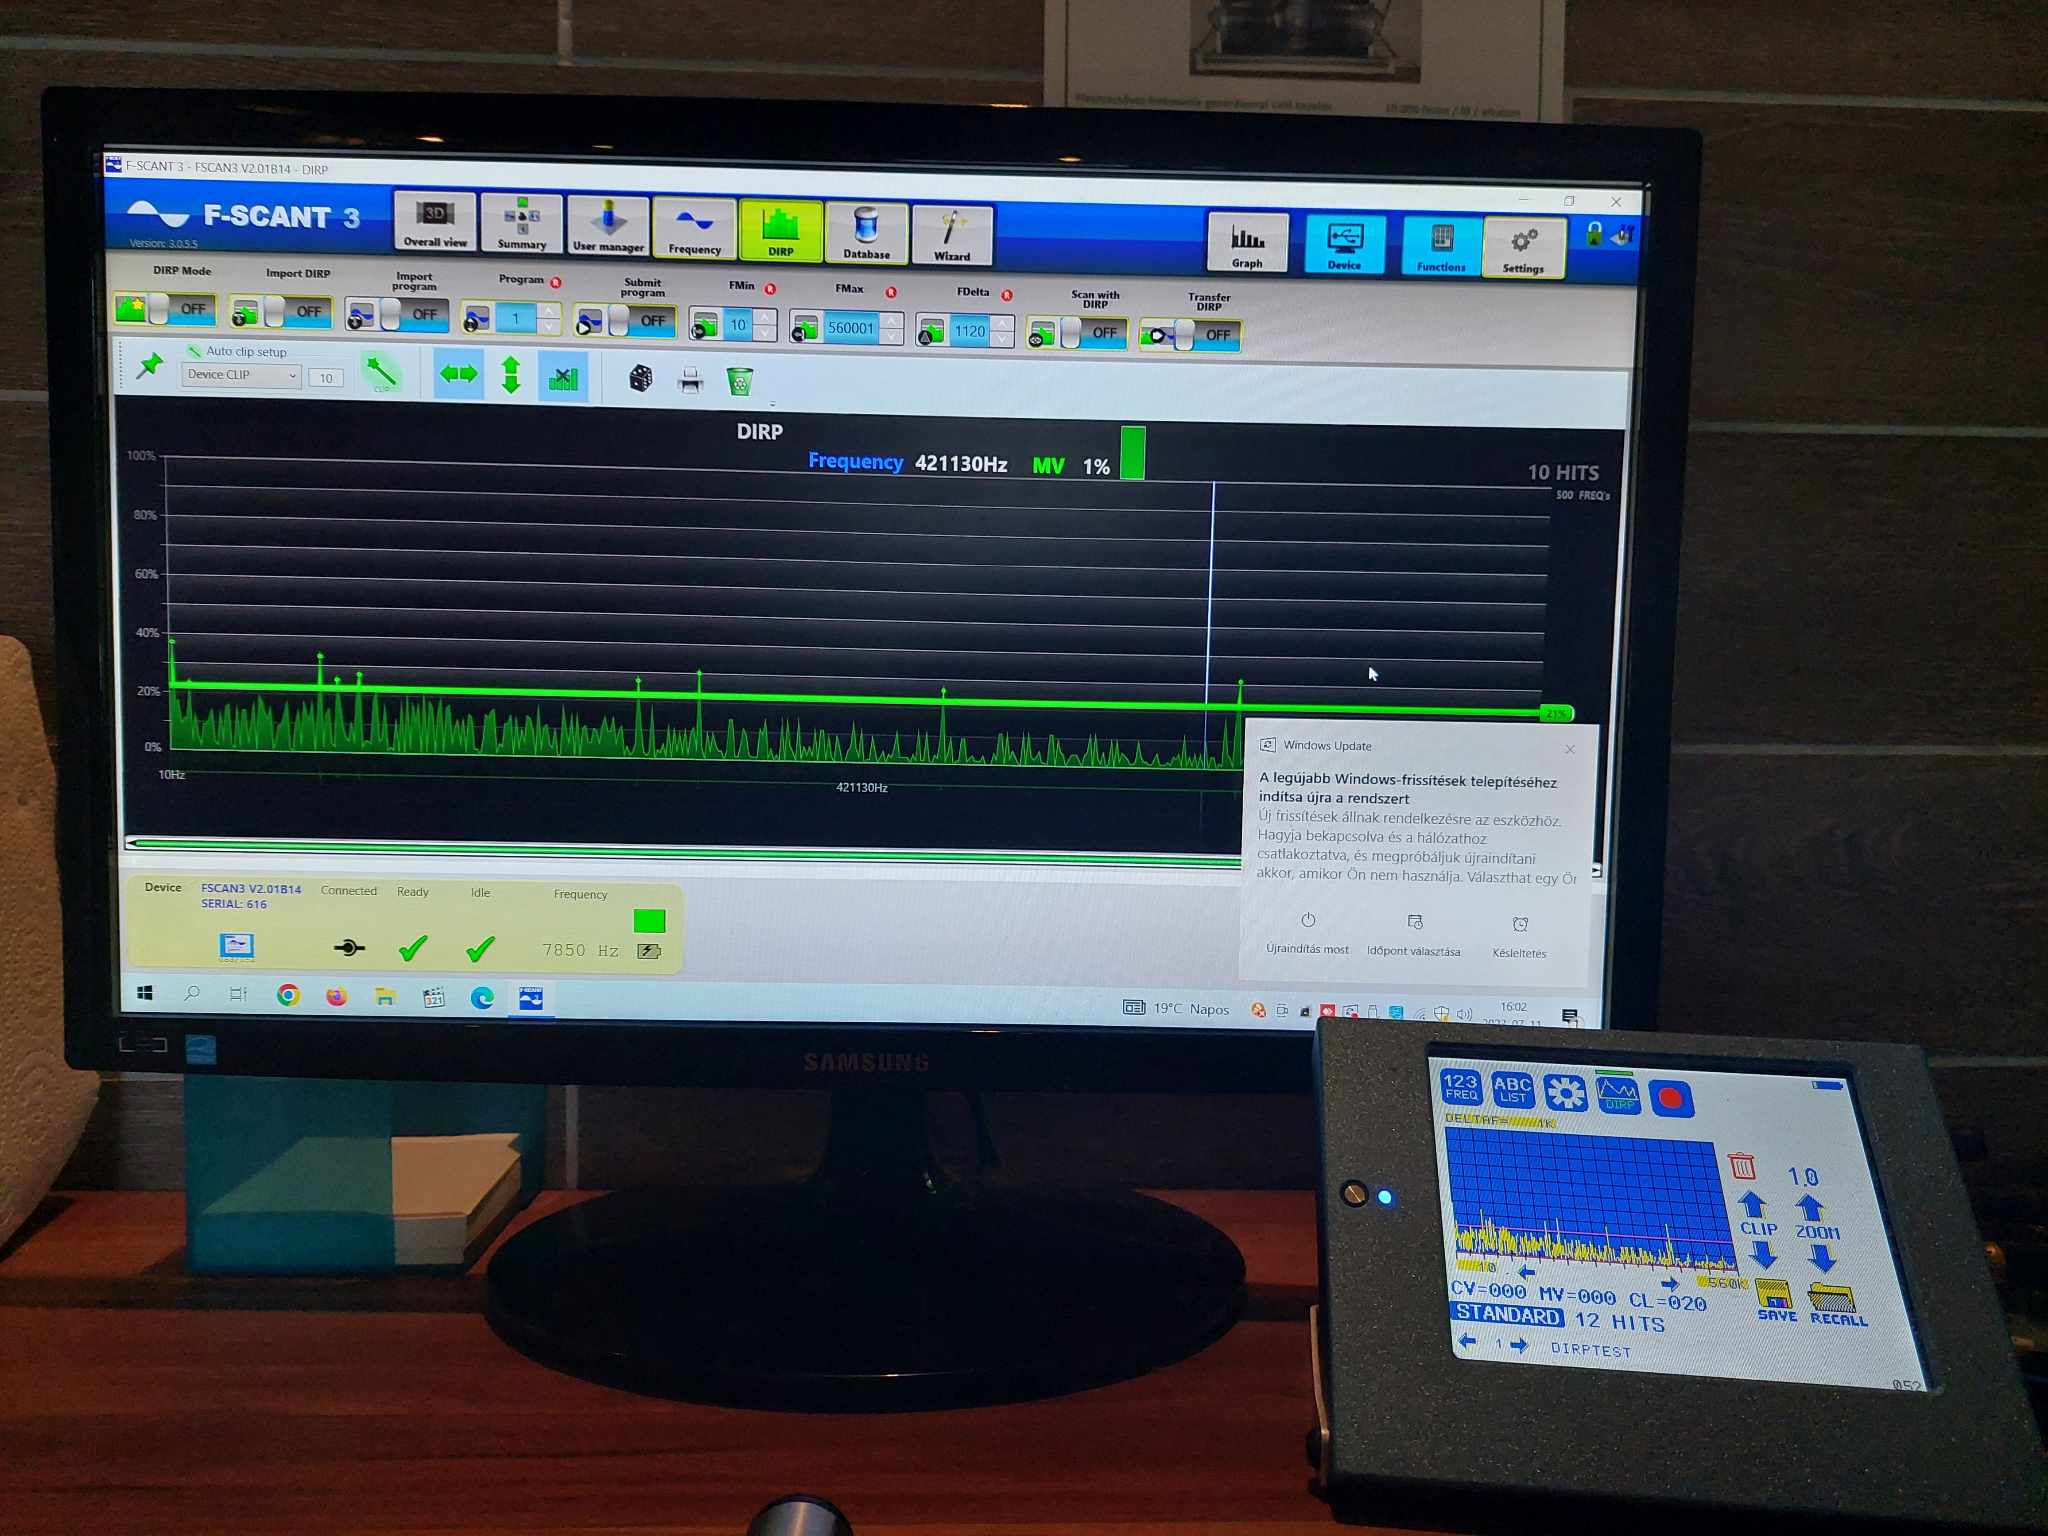 F-SCANT 3 - FSCAN3 V2.01B14 - DIRP
F-SCANT 3
Version: 3.0.5.5
3D
Overall view
Summary
User manager
Frequency
DIRP
Database
Wizard
Graph
Device
Functions
Settings
DIRP Mode
OFF
Import DIRP
OFF
Import program
OFF
Program R
1
Submit program
OFF
FMin R
10
FMax R
560001
FDelta R
1120
Scan with DIRP
OFF
Transfer DIRP
OFF
Auto clip setup
Device CLIP
10
CLIP
DIRP
Frequency 421130Hz MV 1%
10 HITS
500 FREQ's
100%
80%
60%
40%
20%
0%
21%
10Hz
421130Hz
Windows Update
A legújabb Windows-frissítések telepítéséhez
indítsa újra a rendszert
Új frissítések állnak rendelkezésre az eszközhöz.
Hagyja bekapcsolva és a hálózathoz
csatlakoztatva, és megpróbáljuk újraindítani
akkor, amikor Ön nem használja. Választhat egy Ön
Újraindítás most
Időpont választása
Késleltetés
Device
FSCAN3 V2.01B14
SERIAL: 616
Connected
Ready
Idle
Frequency
7850 Hz
321
19°C Napos
16:02
SAMSUNG
123
FREQ
ABC
LIST
DIRP
DELTAF= 1K
1.0
CLIP
ZOOM
10
560K
CV=000 MV=000 CL=020
STANDARD 12 HITS
SAVE
RECALL
1
DIRPTEST
052